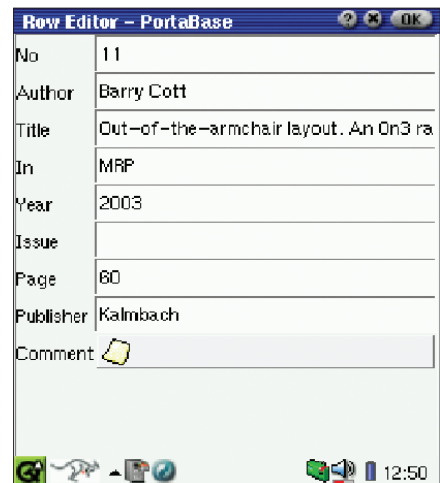 Row Editor – PortaBase ? OK
No 11
Author Barry Cott
Title Out-of-the-armchair layout. An On3 ra
In MRP
Year 2003
Issue
Page 60
Publisher Kalmbach
Comment
12:50